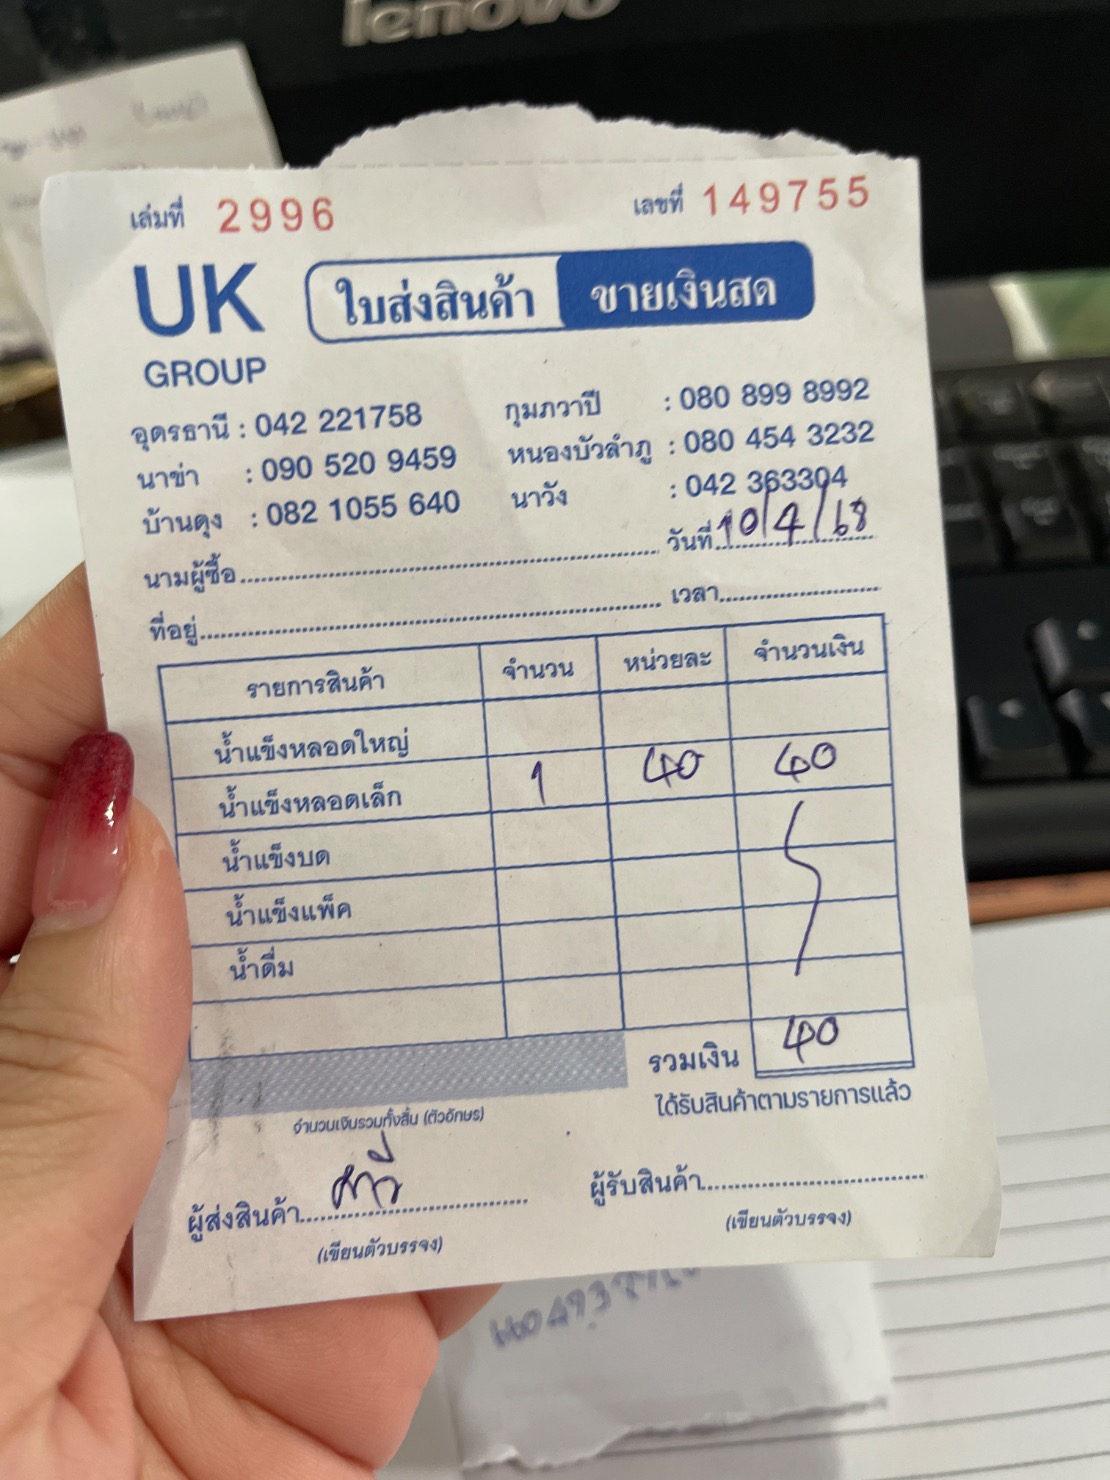 lenovo
เล่มที่ 2996 เลขที่ 149755
UK GROUP
ใบส่งสินค้า ขายเงินสด
อุดรธานี : 042 221758 กุมภวาปี : 080 899 8992
นาข่า : 090 520 9459 หนองบัวลำภู : 080 454 3232
บ้านดุง : 082 1055 640 นาวัง : 042 363304
นามผู้ซื้อ วันที่ 10/4/68
ที่อยู่ เวลา
รายการสินค้า จำนวน หน่วยละ จำนวนเงิน
น้ำแข็งหลอดใหญ่
น้ำแข็งหลอดเล็ก 1 40 40
น้ำแข็งบด
น้ำแข็งแพ็ค
น้ำดื่ม
รวมเงิน 40
จำนวนเงินรวมทั้งสิ้น (ตัวอักษร) ได้รับสินค้าตามรายการแล้ว
ผู้ส่งสินค้า ผู้รับสินค้า
(เขียนตัวบรรจง) (เขียนตัวบรรจง)